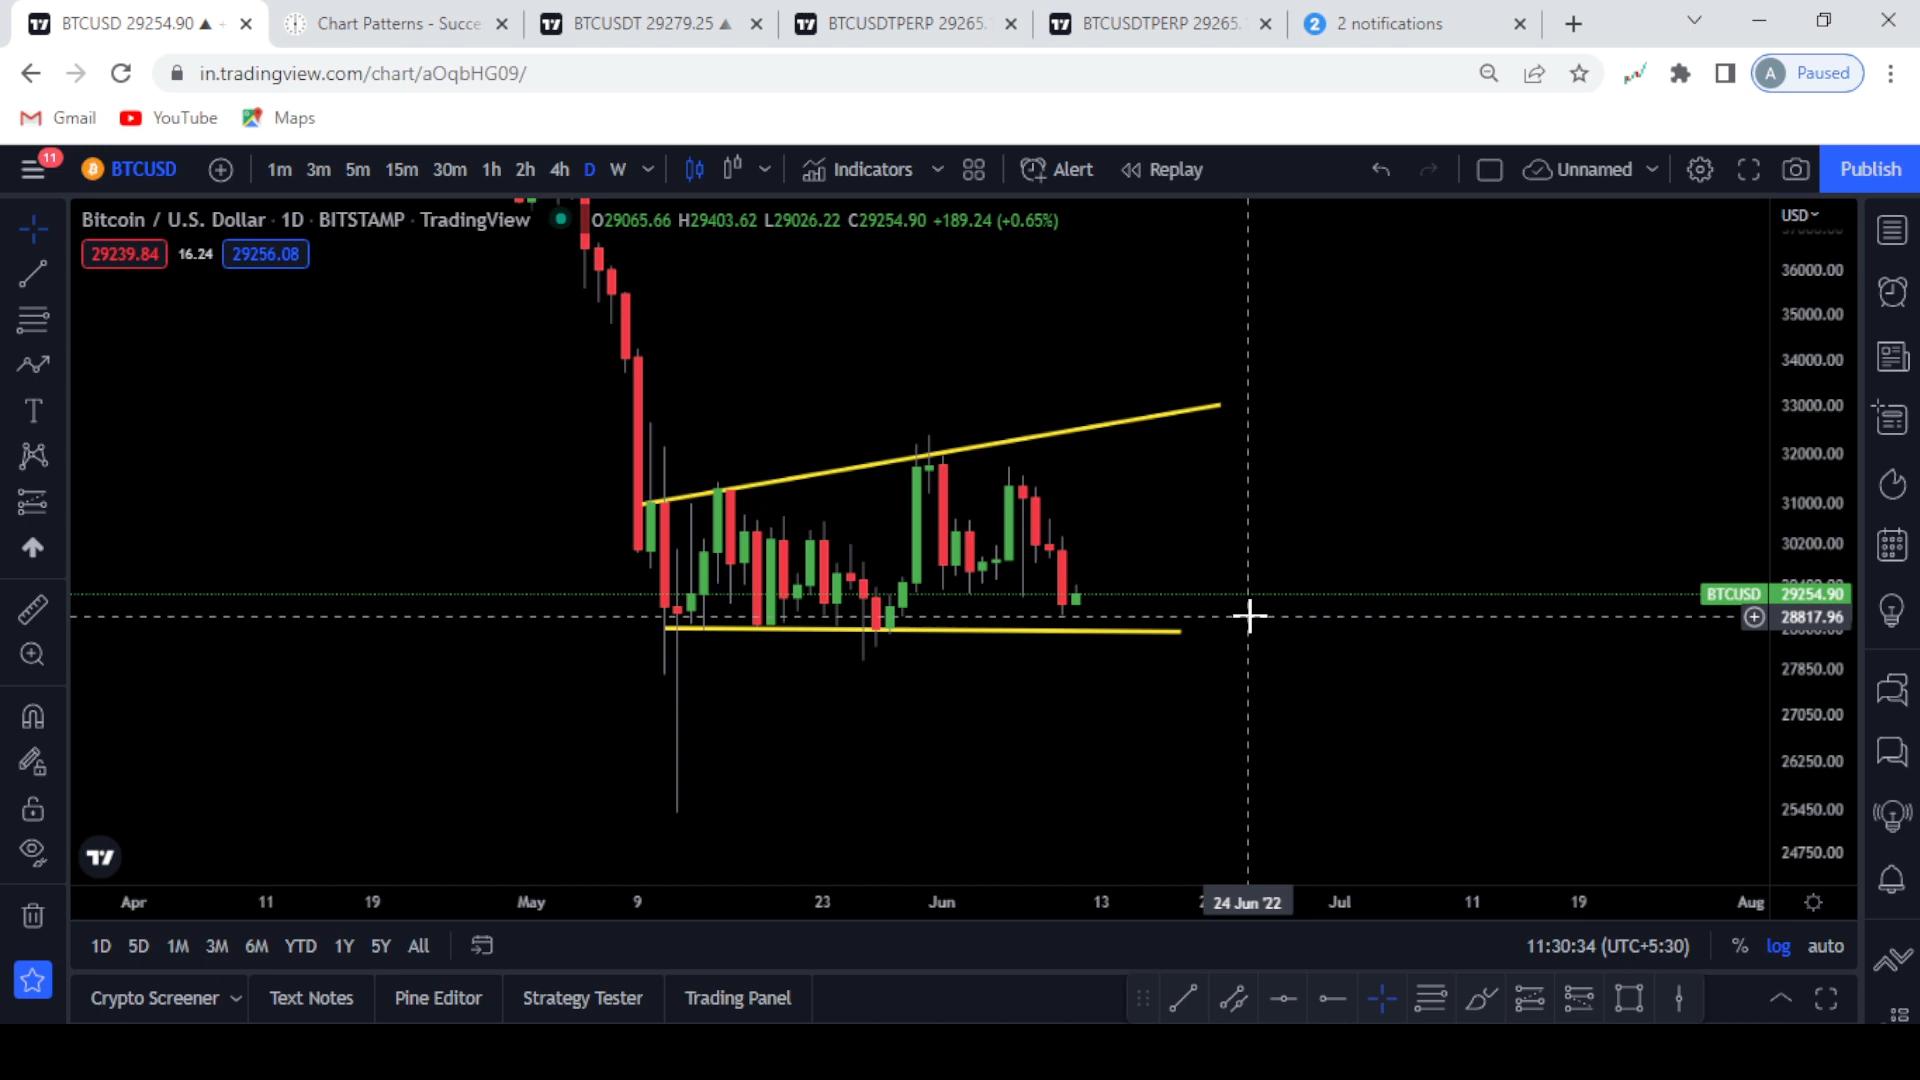 BTCUSD 29254.90 ▲ +
Chart Patterns - Succe
BTCUSDT 29279.25 ▲
BTCUSDTPERP 29265.
BTCUSDTPERP 29265.
2 2 notifications
in.tradingview.com/chart/aOqbHG09/
A Paused
Gmail YouTube Maps
11 BTCUSD 1m 3m 5m 15m 30m 1h 2h 4h D W Indicators Alert Replay Unnamed Publish
Bitcoin / U.S. Dollar · 1D · BITSTAMP · TradingView O29065.66 H29403.62 L29026.22 C29254.90 +189.24 (+0.65%)
USD
29239.84 16.24 29256.08
36000.00
35000.00
34000.00
33000.00
32000.00
31000.00
30200.00
BTCUSD 29254.90
28817.96
27850.00
27050.00
26250.00
25450.00
24750.00
Apr 11 19 May 9 23 Jun 13 24 Jun '22 Jul 11 19 Aug
1D 5D 1M 3M 6M YTD 1Y 5Y All 11:30:34 (UTC+5:30) % log auto
Crypto Screener Text Notes Pine Editor Strategy Tester Trading Panel